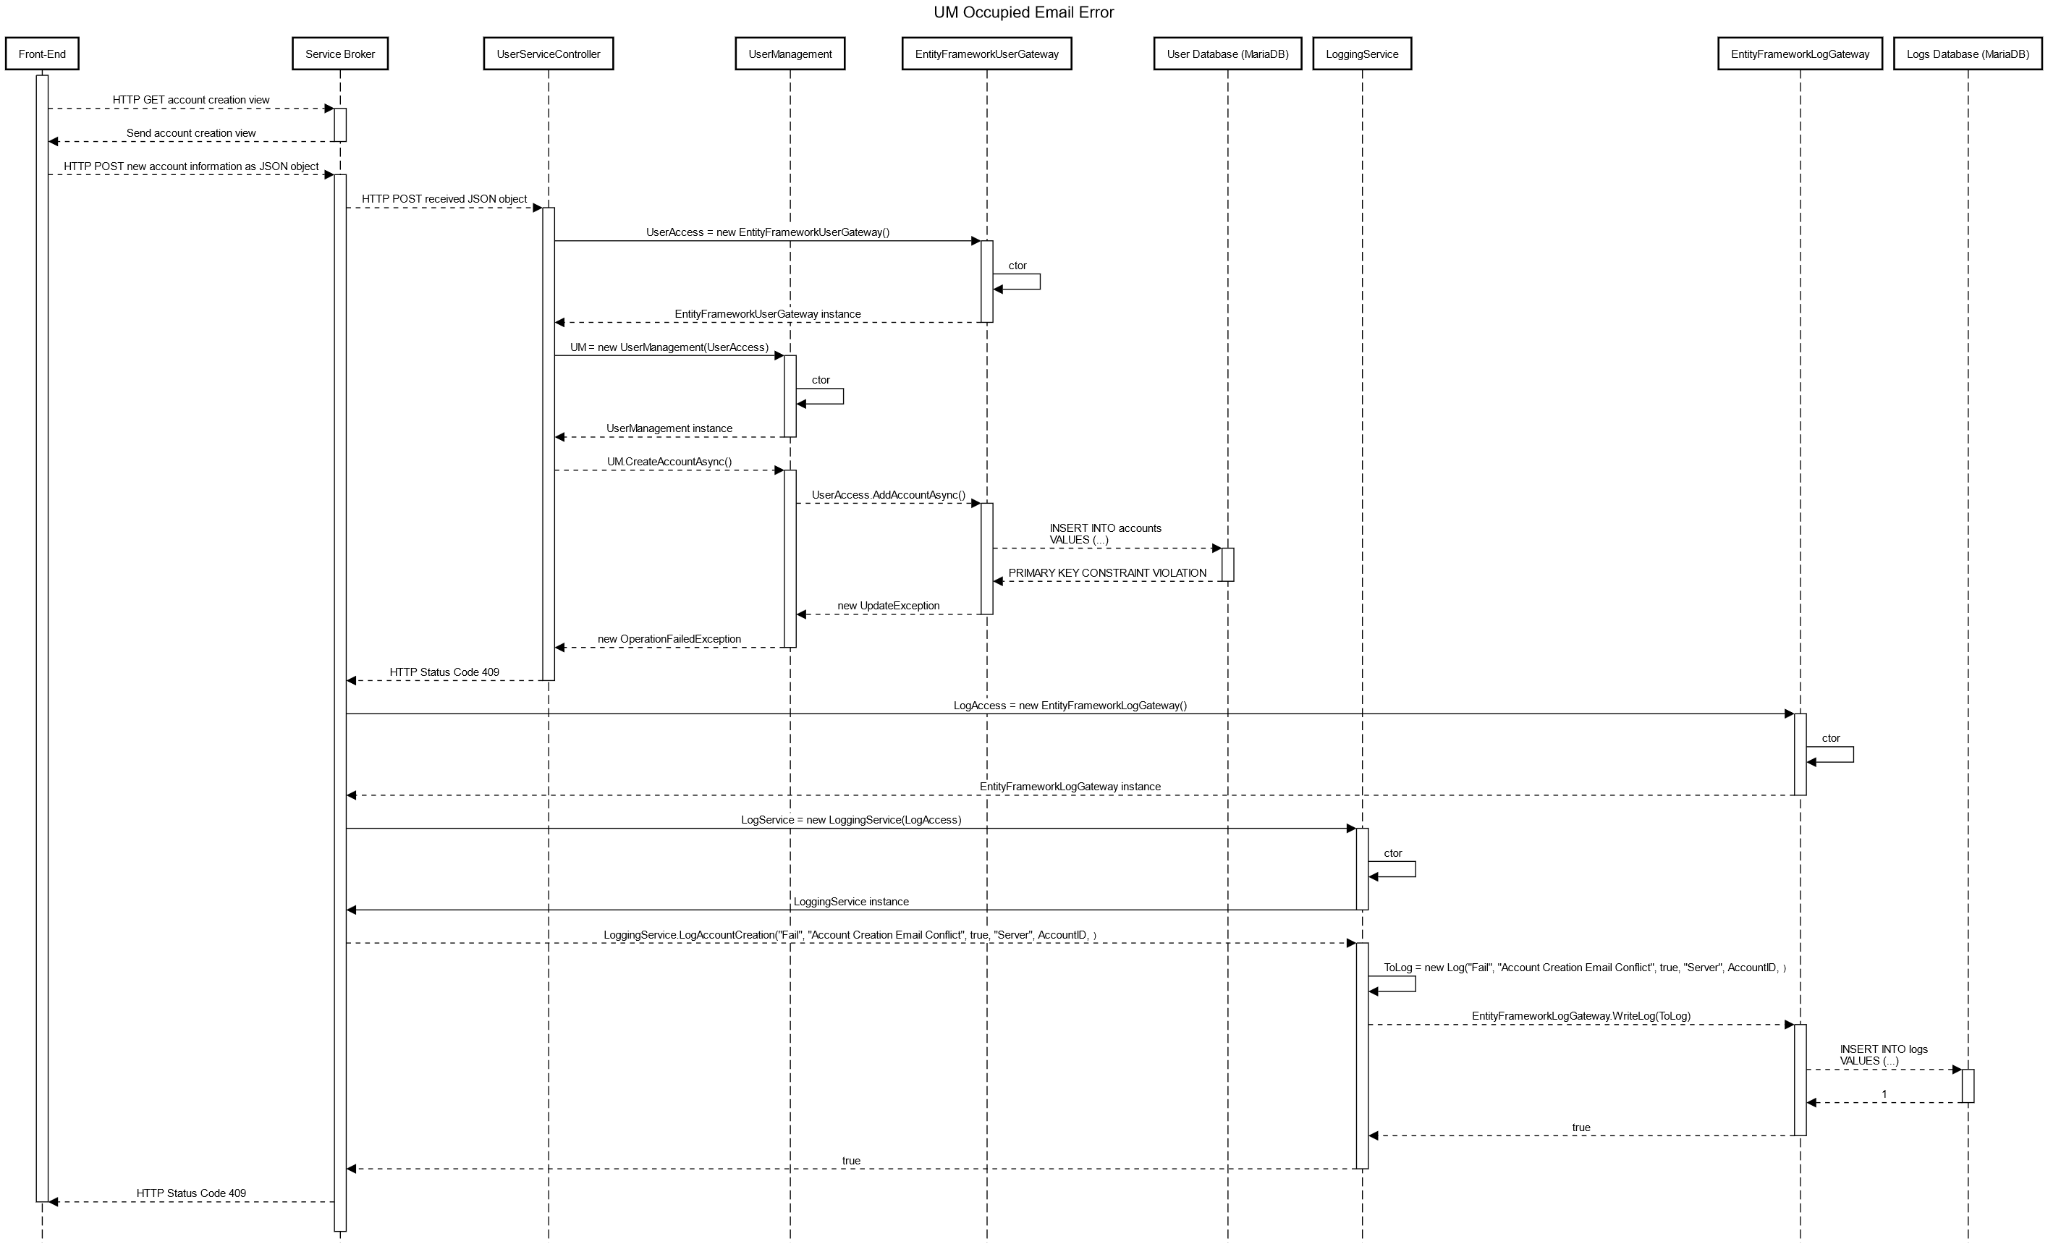 UM Occupied Email Error
Front-End
Service Broker
UserServiceController
UserManagement
EntityFrameworkUserGateway
User Database (MariaDB)
LoggingService
EntityFrameworkLogGateway
Logs Database (MariaDB)
HTTP GET account creation view
Send account creation view
HTTP POST new account information as JSON object
HTTP POST received JSON object
UserAccess = new EntityFrameworkUserGateway()
ctor
EntityFrameworkUserGateway instance
UM = new UserManagement(UserAccess)
ctor
UserManagement instance
UM.CreateAccountAsync()
UserAccess.AddAccountAsync()
INSERT INTO accounts
VALUES (...)
PRIMARY KEY CONSTRAINT VIOLATION
new UpdateException
new OperationFailedException
HTTP Status Code 409
LogAccess = new EntityFrameworkLogGateway()
ctor
EntityFrameworkLogGateway instance
LogService = new LoggingService(LogAccess)
ctor
LoggingService instance
LoggingService.LogAccountCreation("Fail", "Account Creation Email Conflict", true, "Server", AccountID, )
ToLog = new Log("Fail", "Account Creation Email Conflict", true, "Server", AccountID, )
EntityFrameworkLogGateway.WriteLog(ToLog)
INSERT INTO logs
VALUES (...)
1
true
true
HTTP Status Code 409